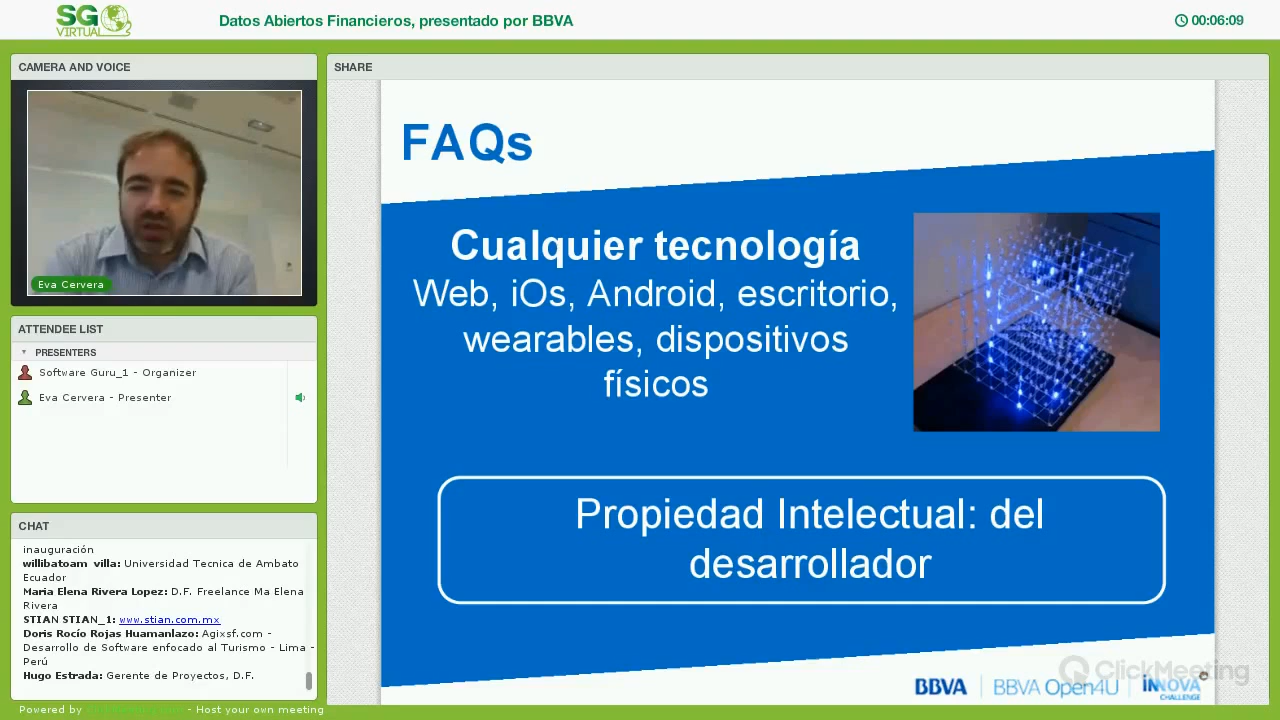 SG
VIRTUAL
Datos Abiertos Financieros, presentado por BBVA
00:06:09
CAMERA AND VOICE
Eva Cervera
ATTENDEE LIST
PRESENTERS
Software Guru_1 - Organizer
Eva Cervera - Presenter
CHAT
inauguración
willibatoam villa: Universidad Tecnica de Ambato
Ecuador
Maria Elena Rivera Lopez: D.F. Freelance Ma Elena
Rivera
STIAN STIAN_1: www.stian.com.mx
Doris Rocío Rojas Huamanlazo: Agixsf.com -
Desarrollo de Software enfocado al Turismo - Lima -
Perú
Hugo Estrada: Gerente de Proyectos, D.F.
Powered by - Host your own meeting
SHARE
FAQs
Cualquier tecnología
Web, iOs, Android, escritorio,
wearables, dispositivos
físicos
Propiedad Intelectual: del
desarrollador
ClickMeeting
BBVA | BBVA Open4U | INNOVA
CHALLENGE